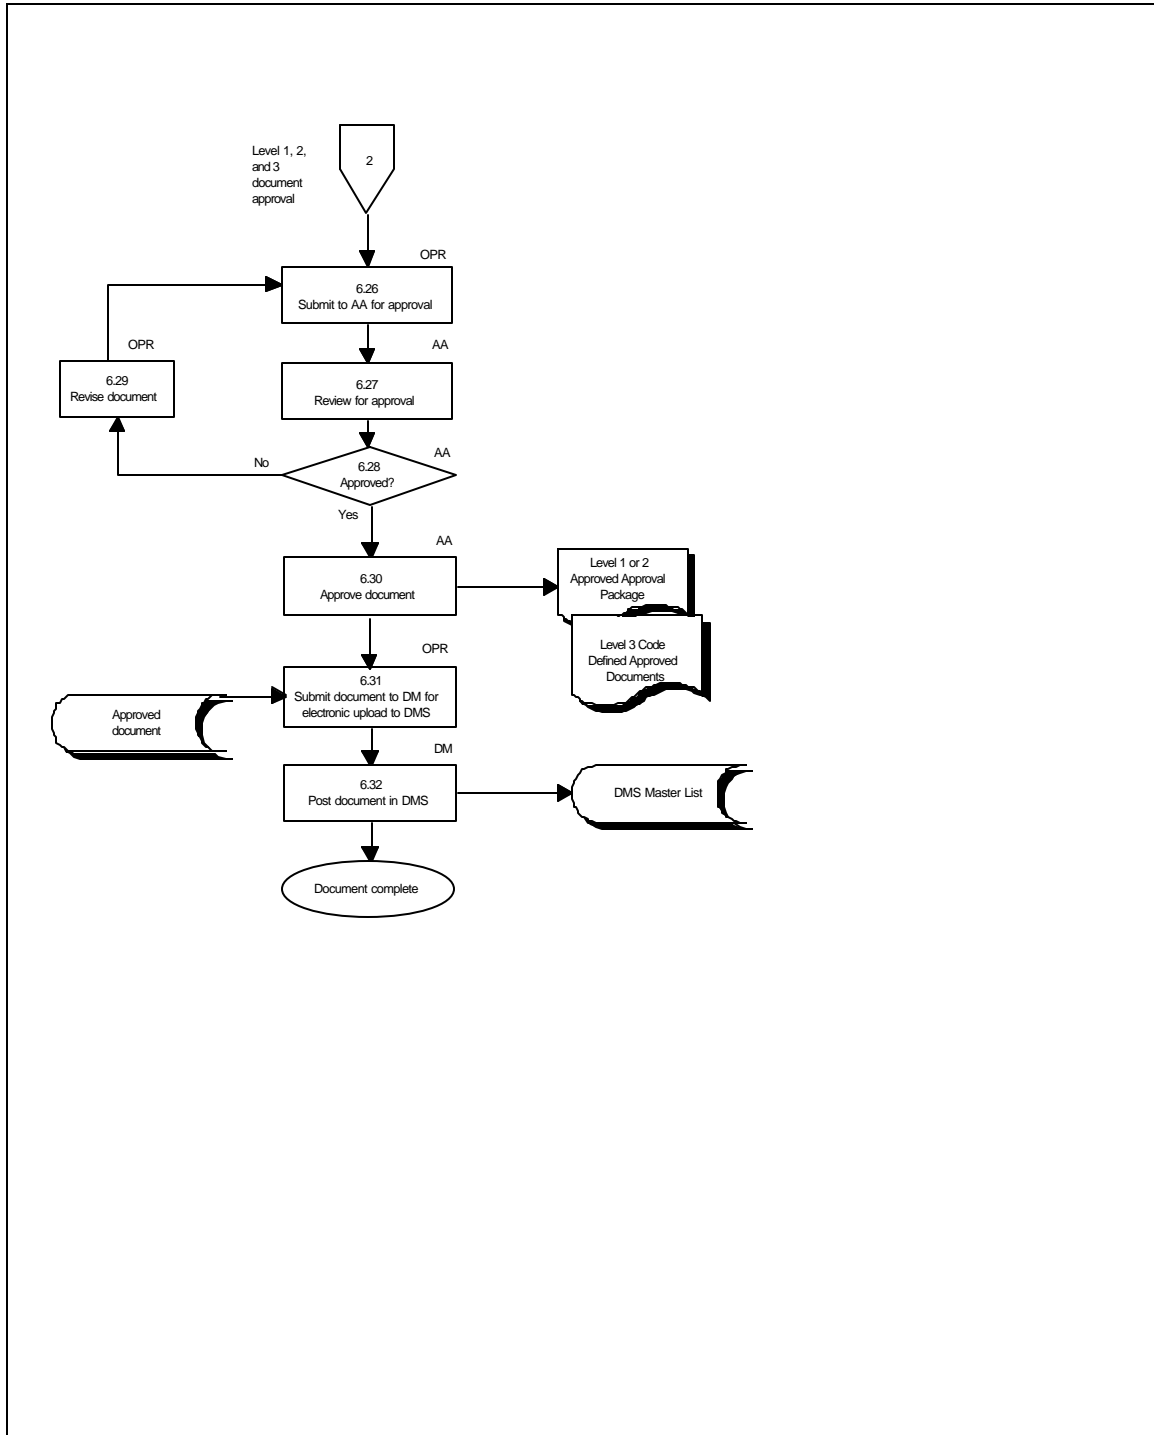 Level 1, 2,
and 3
document
approval
2
OPR
6.26
Submit to AA for approval
OPR
AA
6.29
Revise document
6.27
Review for approval
No
AA
6.28
Approved?
Yes
AA
6.30
Approve document
Level 1 or 2
Approved Approval
Package
Level 3 Code
Defined Approved
Documents
OPR
6.31
Submit document to DM for
electronic upload to DMS
Approved
document
DM
6.32
Post document in DMS
DMS Master List
Document complete